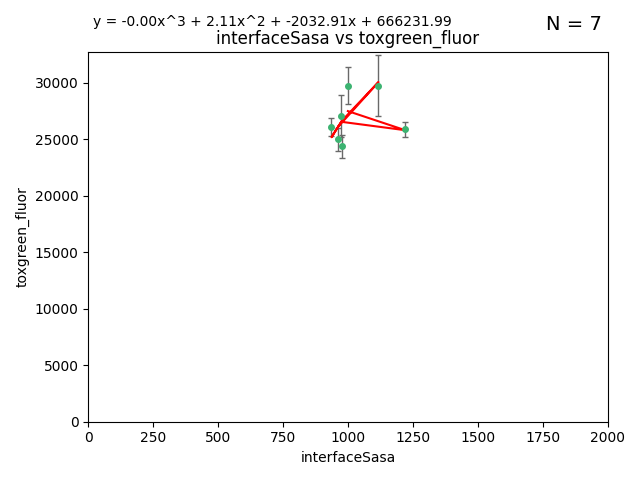 y = -0.00x^3 + 2.11x^2 + -2032.91x + 666231.99
N = 7
interfaceSasa vs toxgreen_fluor
30000
25000
20000
15000
10000
5000
0
toxgreen_fluor
0 250 500 750 1000 1250 1500 1750 2000
interfaceSasa